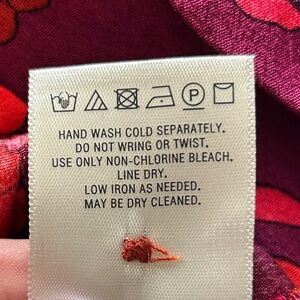 P
HAND WASH COLD SEPARATELY.
DO NOT WRING OR TWIST.
USE ONLY NON-CHLORINE BLEACH.
LINE DRY.
LOW IRON AS NEEDED.
MAY BE DRY CLEANED.